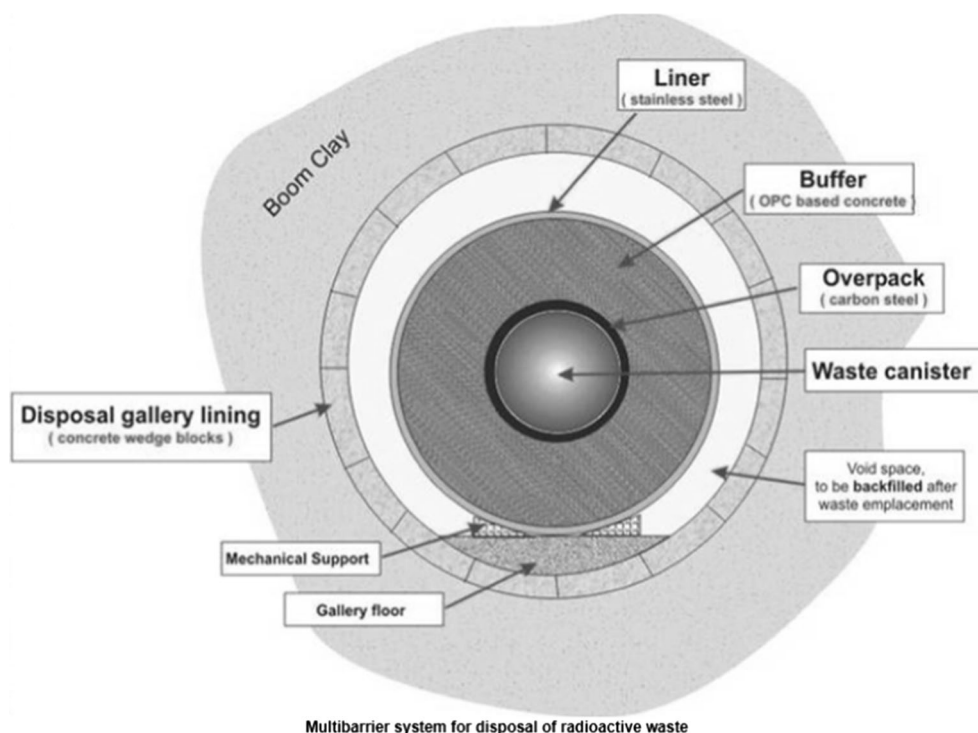 Liner
( stainless steel )
Boom Clay
Buffer
( OPC based concrete )
Overpack
( carbon steel )
Waste canister
Disposal gallery lining
( concrete wedge blocks )
Void space,
to be backfilled after
waste emplacement
Mechanical Support
Gallery floor
Multibarrier system for disposal of radioactive waste